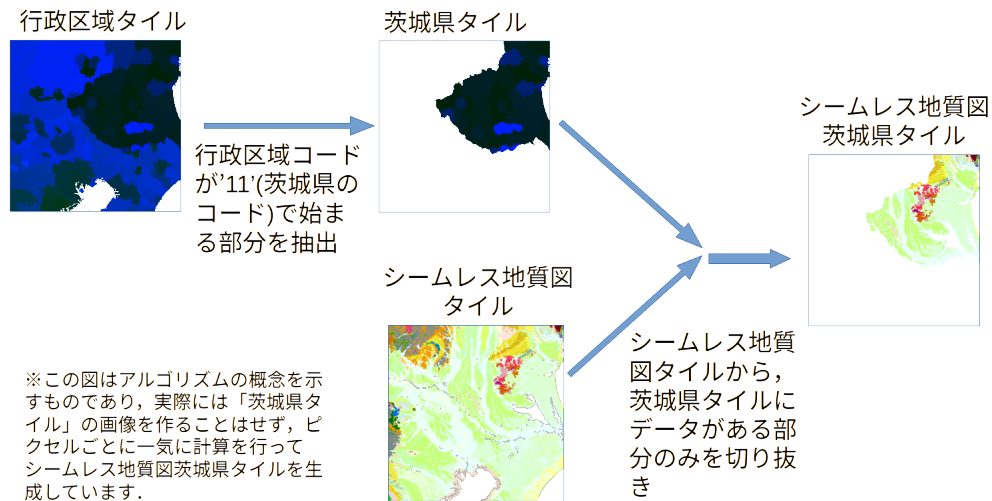 行政区域タイル
茨城県タイル
行政区域コード
が’11’(茨城県の
コード)で始ま
る部分を抽出
シームレス地質図
タイル
シームレス地質図
茨城県タイル
シームレス地質
図タイルから，
茨城県タイルに
データがある部
分のみを切り抜
き
※この図はアルゴリズムの概念を示
すものであり，実際には「茨城県タ
イル」の画像を作ることはせず，ピ
クセルごとに一気に計算を行って
シームレス地質図茨城県タイルを生
成しています．